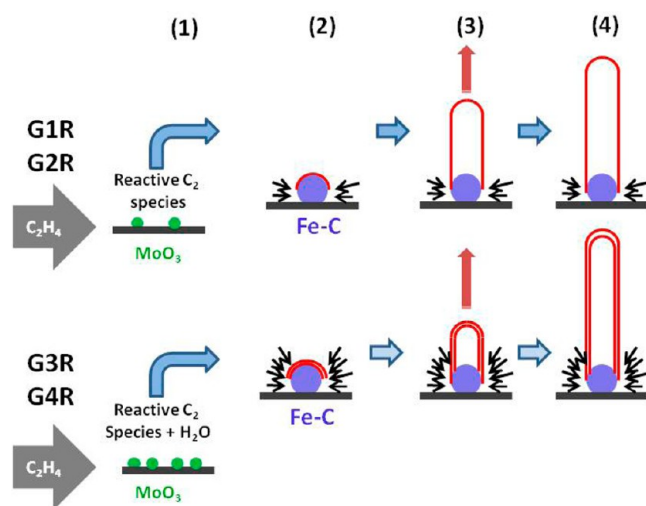 (1) (2) (3) (4)
G1R
G2R
C₂H₄
Reactive C₂
species
MoO₃
Fe-C
G3R
G4R
C₂H₄
Reactive C₂
Species + H₂O
MoO₃
Fe-C